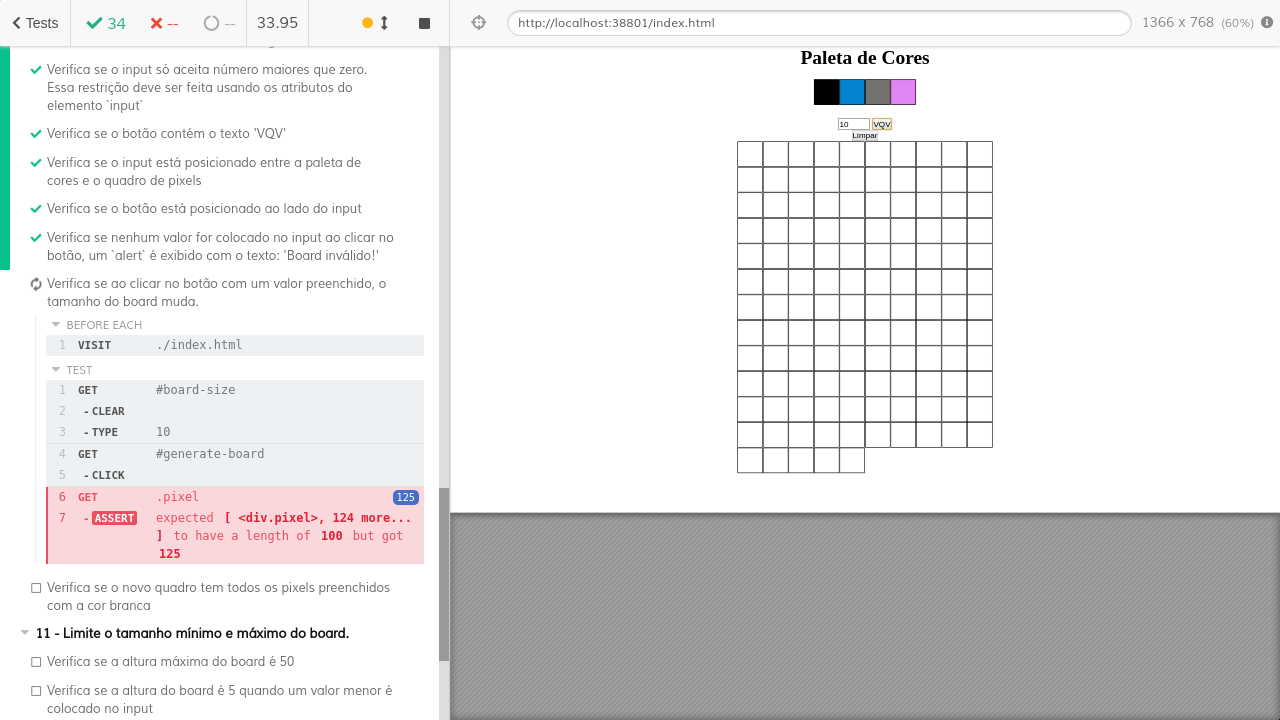 Tests
34
--
--
33.95
Verifica se o input só aceita número maiores que zero.
Essa restrição deve ser feita usando os atributos do
elemento `input`
Verifica se o botão contém o texto 'VQV'
Verifica se o input está posicionado entre a paleta de
cores e o quadro de pixels
Verifica se o botão está posicionado ao lado do input
Verifica se nenhum valor for colocado no input ao clicar no
botão, um `alert` é exibido com o texto: 'Board inválido!'
Verifica se ao clicar no botão com um valor preenchido, o
tamanho do board muda.
BEFORE EACH
1 VISIT ./index.html
TEST
1 GET #board-size
2 -CLEAR
3 -TYPE 10
4 GET #generate-board
5 -CLICK
6 GET .pixel 125
7 -ASSERT expected [ <div.pixel>, 124 more...
] to have a length of 100 but got
125
Verifica se o novo quadro tem todos os pixels preenchidos
com a cor branca
11 - Limite o tamanho mínimo e máximo do board.
Verifica se a altura máxima do board é 50
Verifica se a altura do board é 5 quando um valor menor é
colocado no input
http://localhost:38801/index.html
1366 x 768 (60%)
Paleta de Cores
10 VQV
Limpar